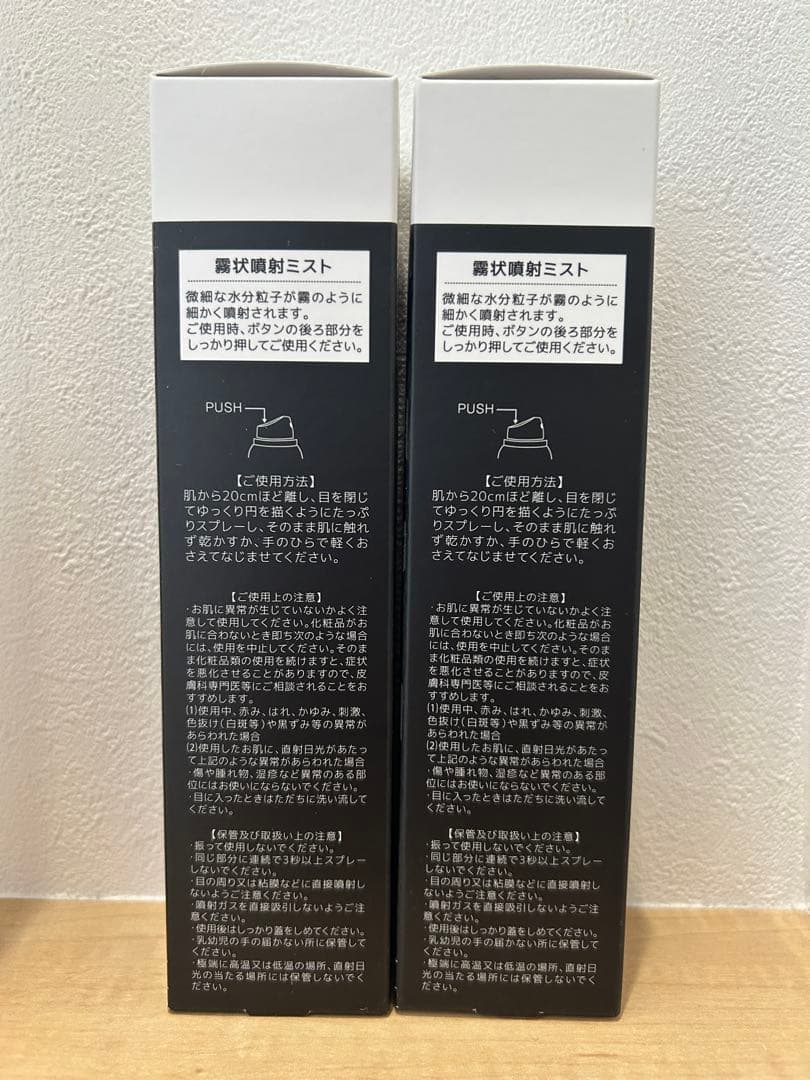 霧状噴射ミスト
微細な水分粒子が霧のように
細かく噴射されます。
ご使用時、ボタンの後ろ部分を
しっかり押してご使用ください。
PUSH
【ご使用方法】
肌から20cmほど離し、目を閉じ
てゆっくり円を描くようにたっぷ
りスプレーし、そのまま肌に触れ
ず乾かすか、手のひらで軽くお
さえてなじませてください。
【ご使用上の注意】
・お肌に異常が生じていないかよく注
意して使用してください。化粧品がお
肌に合わないとき即ち次のような場合
には、使用を中止してください。そのま
ま化粧品類の使用を続けますと、症状
を悪化させることがありますので、皮
膚科専門医等にご相談されることをお
すすめします。
(1)使用中、赤み、はれ、かゆみ、刺激、
色抜け(白斑等)や黒ずみ等の異常が
あらわれた場合
(2)使用したお肌に、直射日光があたっ
て上記のような異常があらわれた場合
・傷や腫れ物、湿疹など異常のある部
位にはお使いにならないでください。
・目に入ったときはただちに洗い流して
ください。
【保管及び取扱い上の注意】
・振って使用しないでください。
・同じ部分に連続で3秒以上スプレー
しないでください。
・目の周り又は粘膜などに直接噴射し
ないようご注意ください。
・噴射ガスを直接吸引しないようご注
意ください。
・使用後はしっかり蓋をしめてください。
・乳幼児の手の届かない所に保管して
ください。
・極端に高温又は低温の場所、直射日
光の当たる場所には保管しないでく
ださい。
霧状噴射ミスト
微細な水分粒子が霧のように
細かく噴射されます。
ご使用時、ボタンの後ろ部分を
しっかり押してご使用ください。
PUSH
【ご使用方法】
肌から20cmほど離し、目を閉じ
てゆっくり円を描くようにたっぷ
りスプレーし、そのまま肌に触れ
ず乾かすか、手のひらで軽くお
さえてなじませてください。
【ご使用上の注意】
・お肌に異常が生じていないかよく注
意して使用してください。化粧品がお
肌に合わないとき即ち次のような場合
には、使用を中止してください。そのま
ま化粧品類の使用を続けますと、症状
を悪化させることがありますので、皮
膚科専門医等にご相談されることをお
すすめします。
(1)使用中、赤み、はれ、かゆみ、刺激、
色抜け(白斑等)や黒ずみ等の異常が
あらわれた場合
(2)使用したお肌に、直射日光があたっ
て上記のような異常があらわれた場合
・傷や腫れ物、湿疹など異常のある部
位にはお使いにならないでください。
・目に入ったときはただちに洗い流して
ください。
【保管及び取扱い上の注意】
・振って使用しないでください。
・同じ部分に連続で3秒以上スプレー
しないでください。
・目の周り又は粘膜などに直接噴射し
ないようご注意ください。
・噴射ガスを直接吸引しないようご注
意ください。
・使用後はしっかり蓋をしめてください。
・乳幼児の手の届かない所に保管して
ください。
・極端に高温又は低温の場所、直射日
光の当たる場所には保管しないでく
ださい。